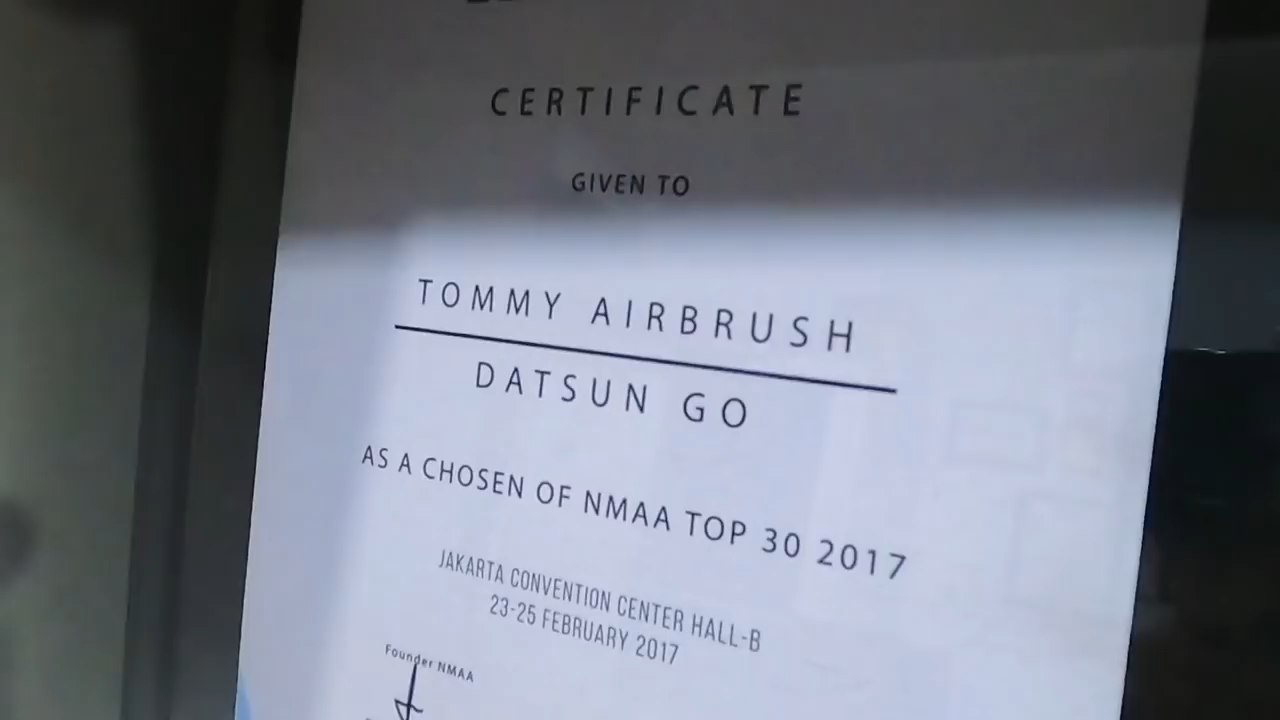 CERTIFICATE
GIVEN TO
TOMMY AIRBRUSH
DATSUN GO
AS A CHOSEN OF NMAA TOP 30 2017
JAKARTA CONVENTION CENTER HALL-B
23-25 FEBRUARY 2017
Founder NMAA